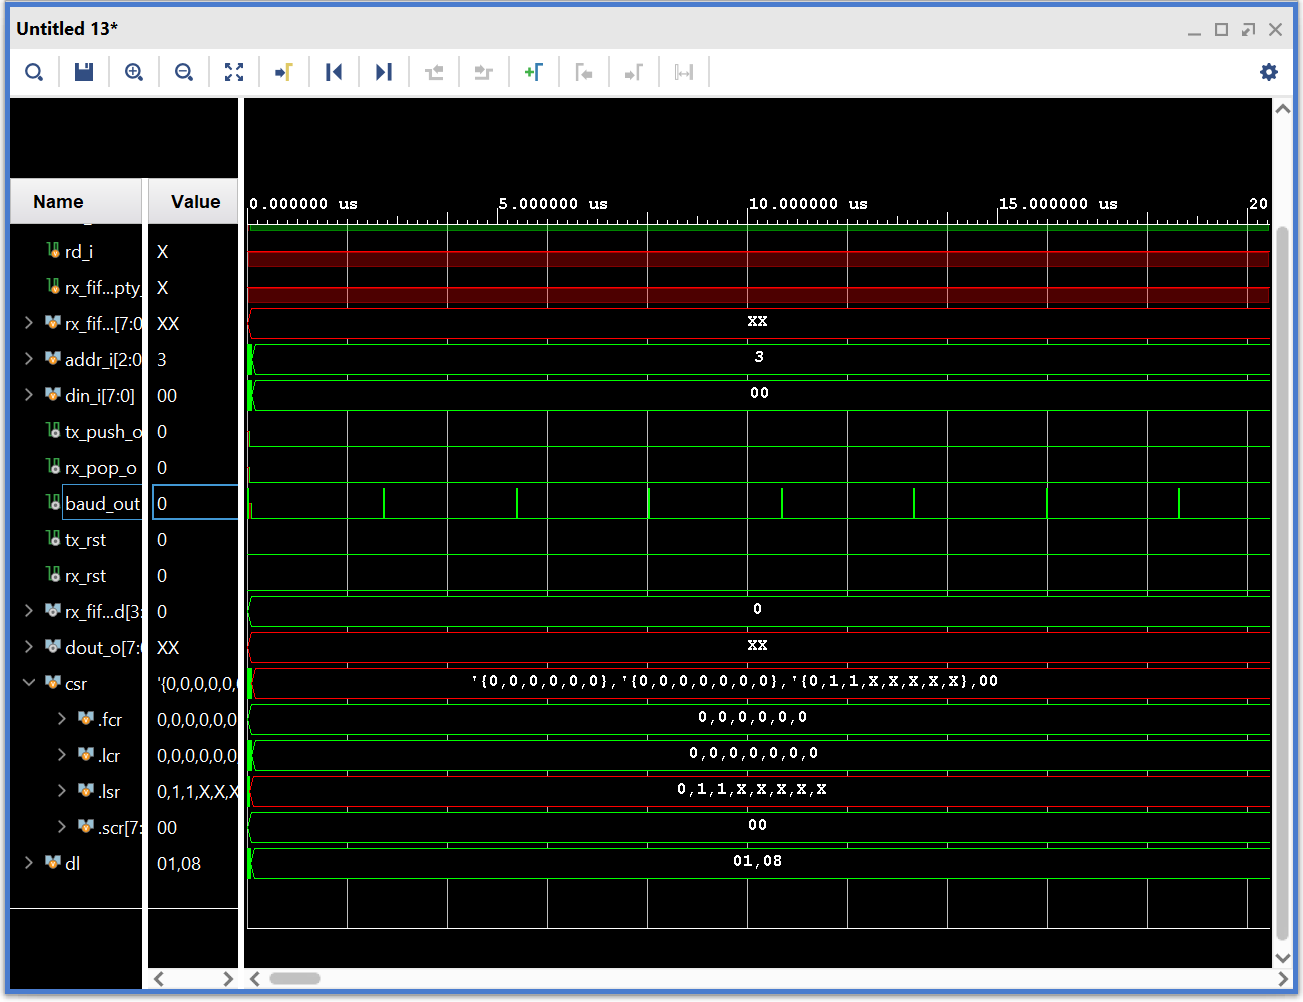 Untitled 13*
Name Value
0.000000 us 5.000000 us 10.000000 us 15.000000 us 20
rd_i X
rx_fif...pty_ X
rx_fif...[7:0 XX XX
addr_i[2:0 3 3
din_i[7:0] 00 00
tx_push_o 0
rx_pop_o 0
baud_out 0
tx_rst 0
rx_rst 0
rx_fif...d[3: 0 0
dout_o[7: XX XX
csr '{0,0,0,0,0, '{0,0,0,0,0,0},'{0,0,0,0,0,0,0},'{0,1,1,X,X,X,X,X},00
.fcr 0,0,0,0,0,0 0,0,0,0,0,0
.lcr 0,0,0,0,0,0 0,0,0,0,0,0,0
.lsr 0,1,1,X,X,X 0,1,1,X,X,X,X,X
.scr[7: 00 00
dl 01,08 01,08